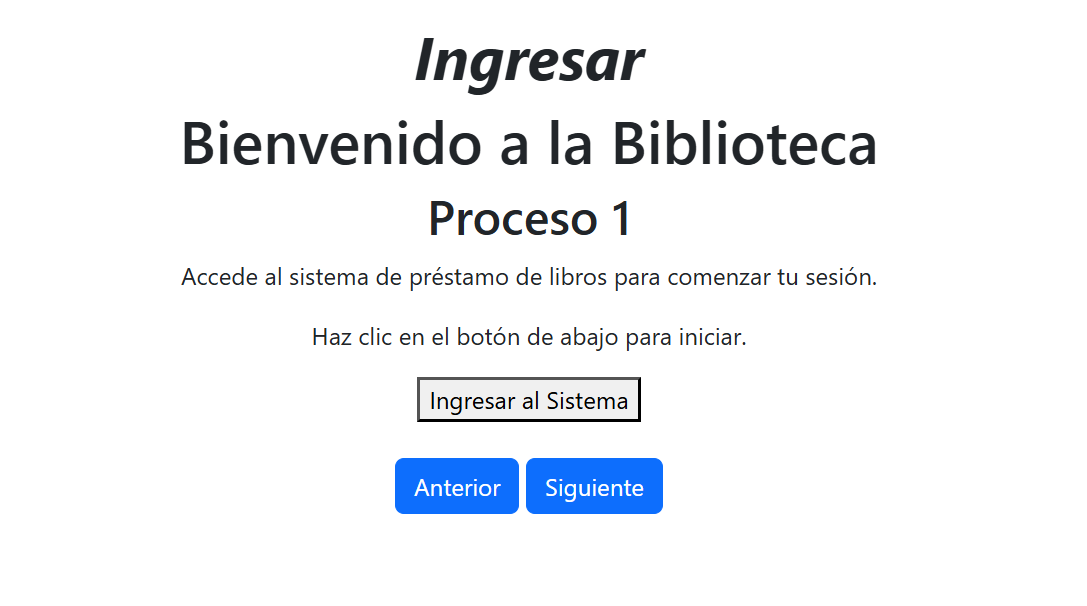 Ingresar
Bienvenido a la Biblioteca
Proceso 1
Accede al sistema de préstamo de libros para comenzar tu sesión.
Haz clic en el botón de abajo para iniciar.
Ingresar al Sistema
Anterior Siguiente